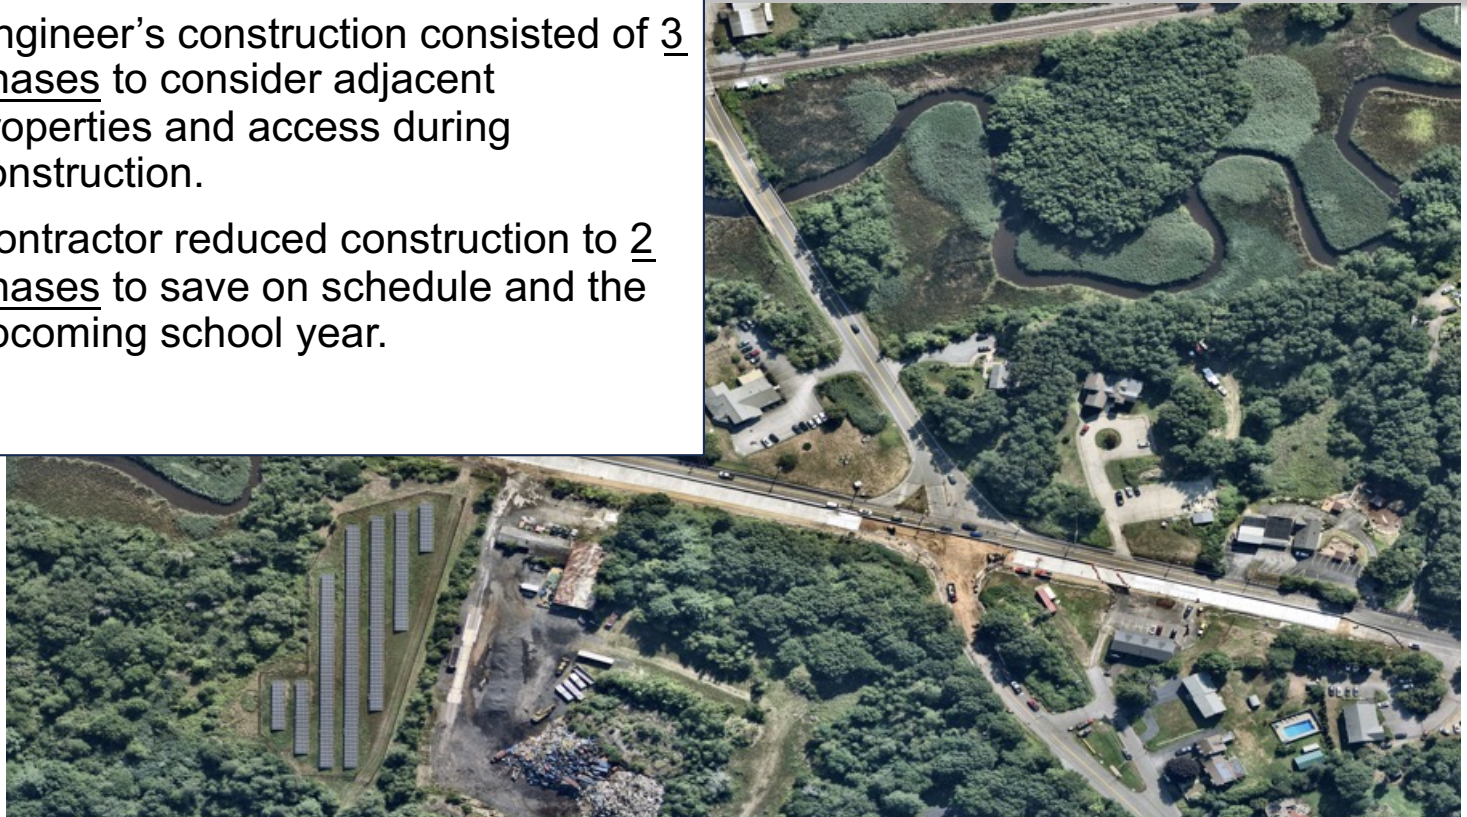 ngineer's construction consisted of 3
hases to consider adjacent
roperties and access during
onstruction.
ontractor reduced construction to 2
hases to save on schedule and the
pcoming school year.